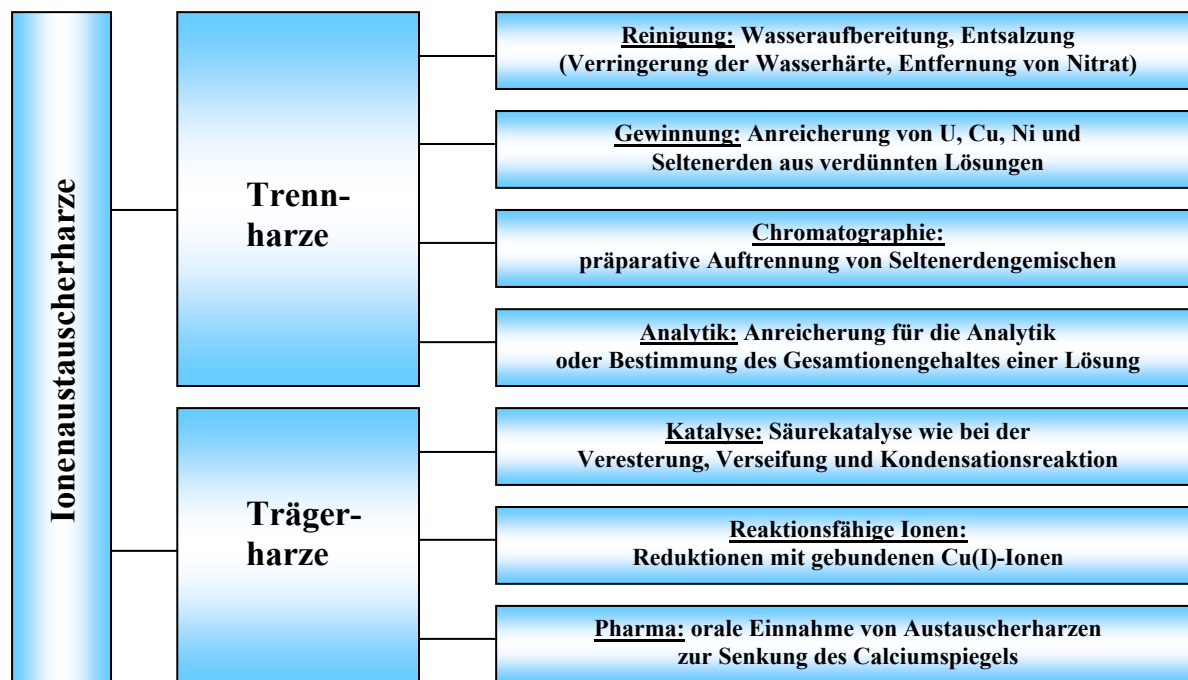 Ionenaustauscherharze
Trenn-
harze
Reinigung: Wasseraufbereitung, Entsalzung
(Verringerung der Wasserhärte, Entfernung von Nitrat)
Gewinnung: Anreicherung von U, Cu, Ni und
Seltenerden aus verdünnten Lösungen
Chromatographie:
präparative Auftrennung von Seltenerdengemischen
Analytik: Anreicherung für die Analytik
oder Bestimmung des Gesamtionengehaltes einer Lösung
Träger-
harze
Katalyse: Säurekatalyse wie bei der
Veresterung, Verseifung und Kondensationsreaktion
Reaktionsfähige Ionen:
Reduktionen mit gebundenen Cu(I)-Ionen
Pharma: orale Einnahme von Austauscherharzen
zur Senkung des Calciumspiegels